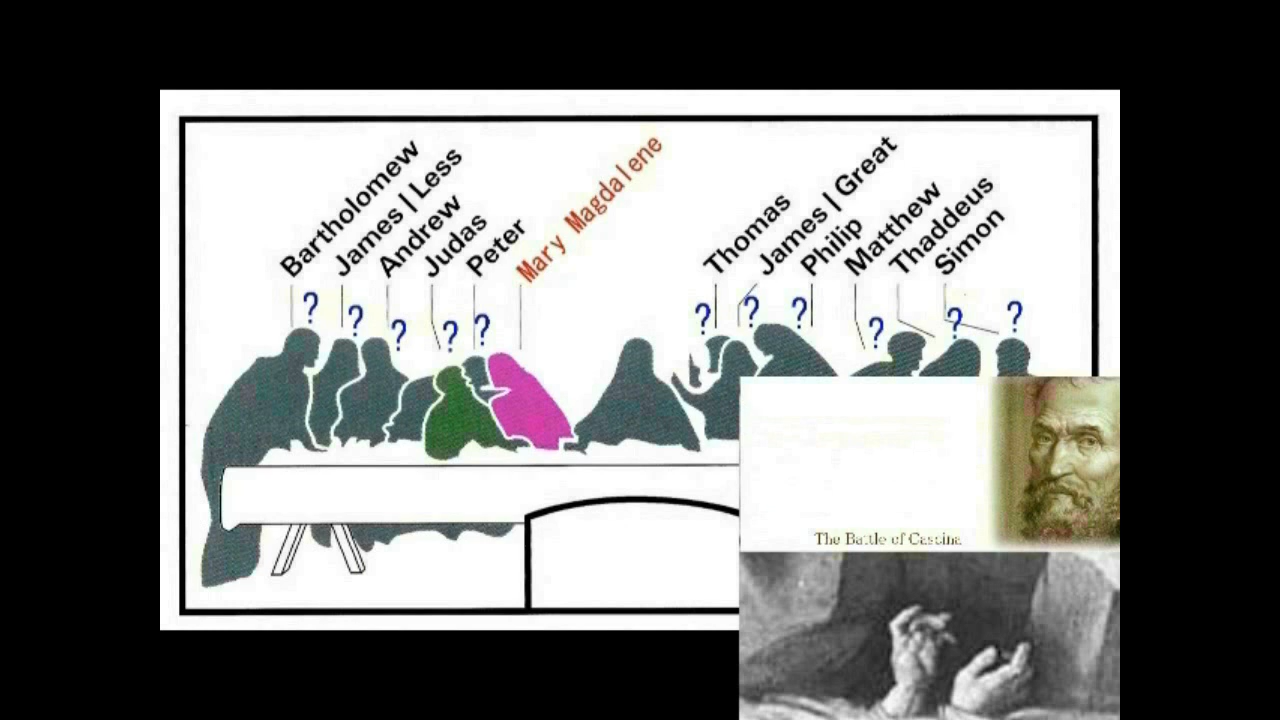 Bartholomew
James | Less
Andrew
Judas
Peter
Mary Magdalene
Thomas
James | Great
Philip
Matthew
Thaddeus
Simon
? ? ? ? ? ? ? ? ? ? ?
The Battle of Cascina